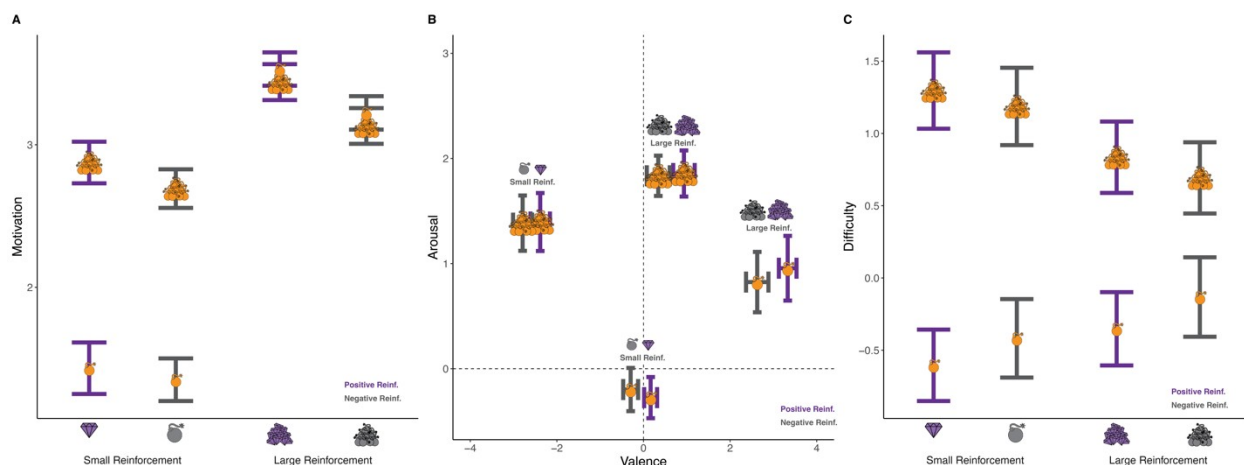 A
Motivation
3
2
Positive Reinf.
Negative Reinf.
Small Reinforcement
Large Reinforcement
B
Arousal
3
2
1
0
Large Reinf.
Small Reinf.
Large Reinf.
Small Reinf.
Positive Reinf.
Negative Reinf.
−4
−2
0
2
4
Valence
C
Difficulty
1.5
1.0
0.5
0.0
−0.5
Positive Reinf.
Negative Reinf.
Small Reinforcement
Large Reinforcement